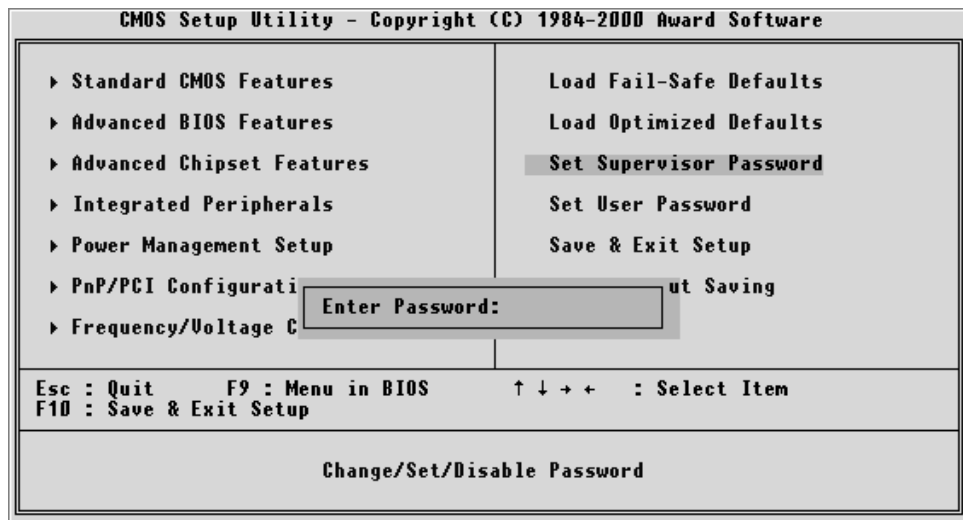 CMOS Setup Utility - Copyright (C) 1984-2000 Award Software
▸ Standard CMOS Features
▸ Advanced BIOS Features
▸ Advanced Chipset Features
▸ Integrated Peripherals
▸ Power Management Setup
▸ PnP/PCI Configurati
▸ Frequency/Voltage C
Load Fail-Safe Defaults
Load Optimized Defaults
Set Supervisor Password
Set User Password
Save & Exit Setup
ut Saving
Enter Password:
Esc : Quit F9 : Menu in BIOS ↑ ↓ → ← : Select Item
F10 : Save & Exit Setup
Change/Set/Disable Password